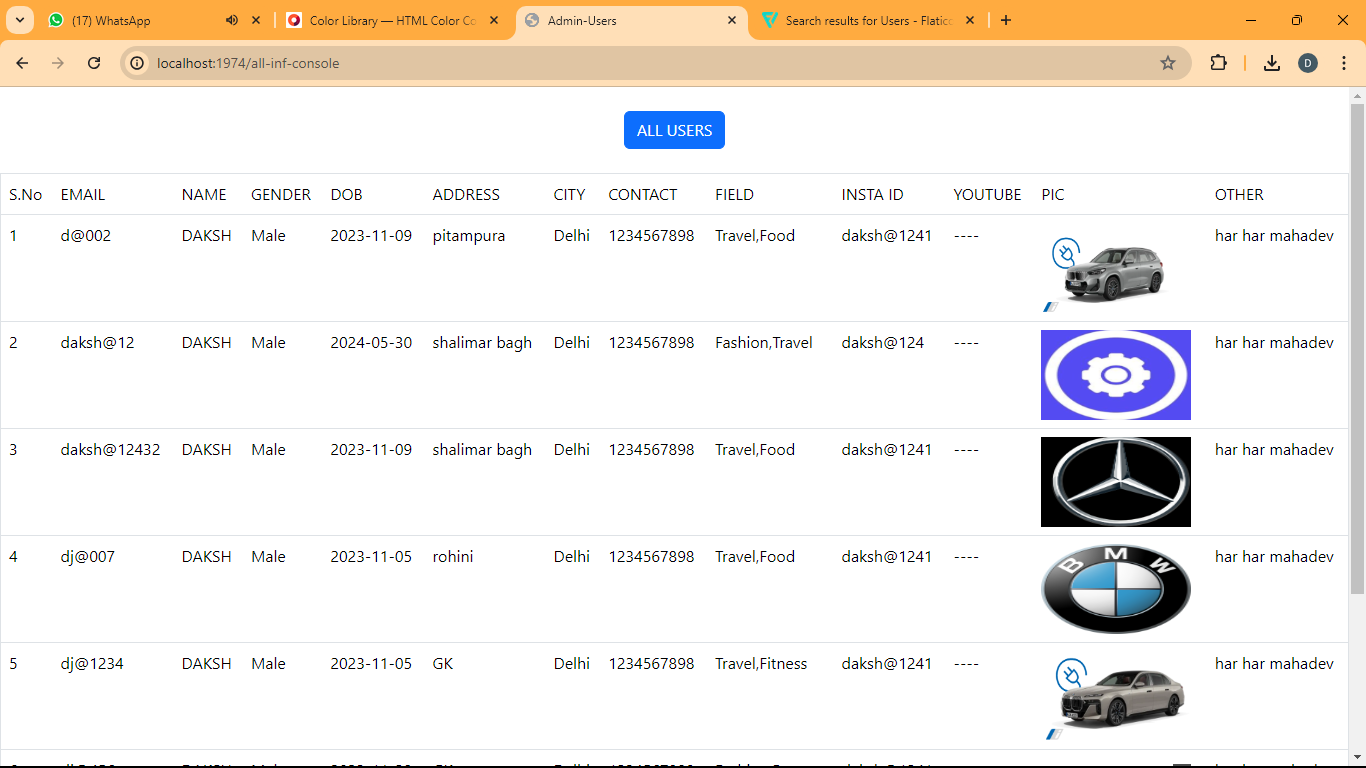 (17) WhatsApp
Color Library — HTML Color Co
Admin-Users
Search results for Users - Flatico
localhost:1974/all-inf-console
D
ALL USERS
S.No EMAIL NAME GENDER DOB ADDRESS CITY CONTACT FIELD INSTA ID YOUTUBE PIC OTHER
1 d@002 DAKSH Male 2023-11-09 pitampura Delhi 1234567898 Travel,Food daksh@1241 ---- har har mahadev
2 daksh@12 DAKSH Male 2024-05-30 shalimar bagh Delhi 1234567898 Fashion,Travel daksh@124 ---- har har mahadev
3 daksh@12432 DAKSH Male 2023-11-09 shalimar bagh Delhi 1234567898 Travel,Food daksh@1241 ---- har har mahadev
4 dj@007 DAKSH Male 2023-11-05 rohini Delhi 1234567898 Travel,Food daksh@1241 ---- BMW har har mahadev
5 dj@1234 DAKSH Male 2023-11-05 GK Delhi 1234567898 Travel,Fitness daksh@1241 ---- har har mahadev